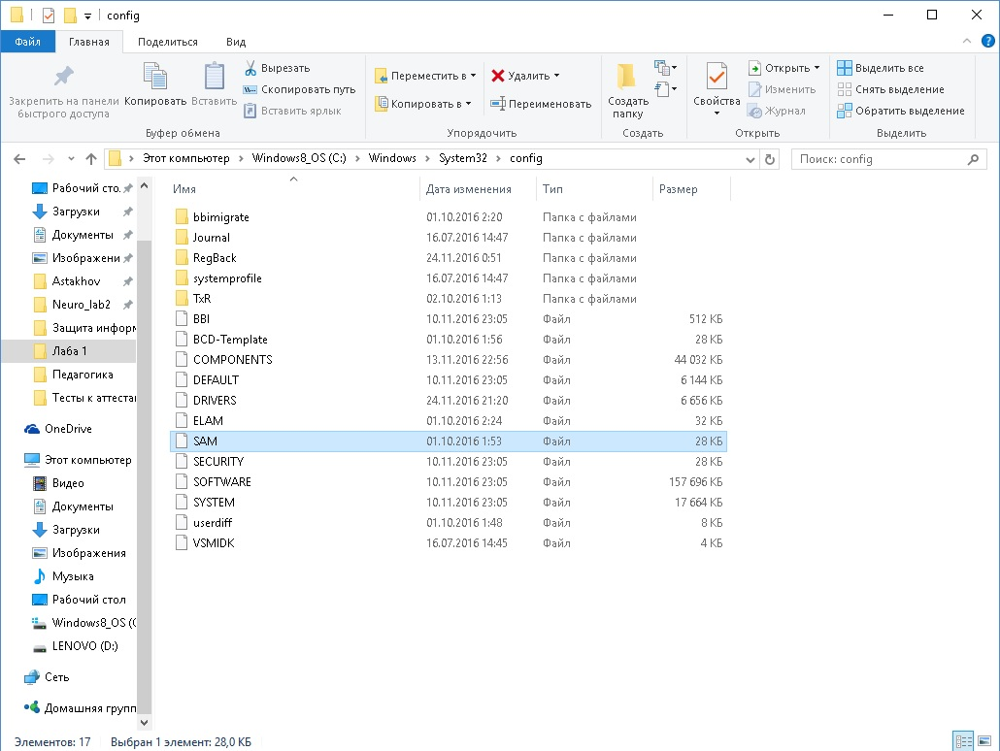 config
Файл Главная Поделиться Вид
Закрепить на панели быстрого доступа
Копировать
Вставить
Вырезать
Скопировать путь
Вставить ярлык
Буфер обмена
Переместить в
Копировать в
Удалить
Переименовать
Упорядочить
Создать папку
Создать
Свойства
Открыть
Изменить
Журнал
Открыть
Выделить все
Снять выделение
Обратить выделение
Выделить
Этот компьютер Windows8_OS (C:) Windows System32 config
Поиск: config
Рабочий сто.
Загрузки
Документы
Изображени
Astakhov
Neuro_lab2
Защита информ
Лаба 1
Педагогика
Тесты к аттеста
OneDrive
Этот компьютер
Видео
Документы
Загрузки
Изображения
Музыка
Рабочий стол
Windows8_OS (C
LENOVO (D:)
Сеть
Домашняя групп
Имя Дата изменения Тип Размер
bbimigrate 01.10.2016 2:20 Папка с файлами
Journal 16.07.2016 14:47 Папка с файлами
RegBack 24.11.2016 0:51 Папка с файлами
systemprofile 16.07.2016 14:47 Папка с файлами
TxR 02.10.2016 1:13 Папка с файлами
BBI 10.11.2016 23:05 Файл 512 КБ
BCD-Template 01.10.2016 1:56 Файл 28 КБ
COMPONENTS 13.11.2016 22:56 Файл 44 032 КБ
DEFAULT 10.11.2016 23:05 Файл 6 144 КБ
DRIVERS 24.11.2016 21:20 Файл 6 656 КБ
ELAM 01.10.2016 2:24 Файл 32 КБ
SAM 01.10.2016 1:53 Файл 28 КБ
SECURITY 10.11.2016 23:05 Файл 28 КБ
SOFTWARE 10.11.2016 23:05 Файл 157 696 КБ
SYSTEM 10.11.2016 23:05 Файл 17 664 КБ
userdiff 01.10.2016 1:48 Файл 8 КБ
VSMIDK 16.07.2016 14:45 Файл 4 КБ
Элементов: 17 Выбран 1 элемент: 28,0 КБ